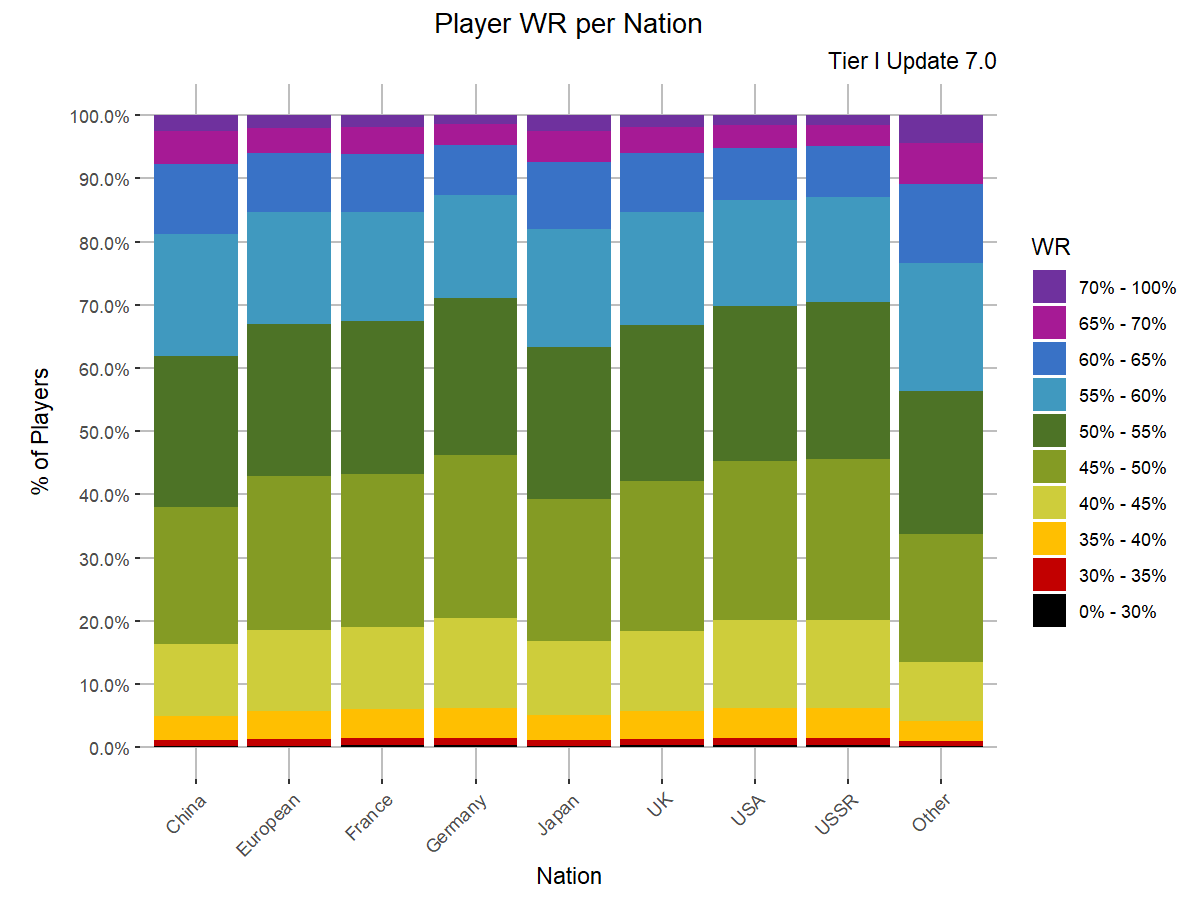 Player WR per Nation
Tier I Update 7.0
% of Players
100.0%
90.0%
80.0%
70.0%
60.0%
50.0%
40.0%
30.0%
20.0%
10.0%
0.0%
China
European
France
Germany
Japan
UK
USA
USSR
Other
Nation
WR
70% - 100%
65% - 70%
60% - 65%
55% - 60%
50% - 55%
45% - 50%
40% - 45%
35% - 40%
30% - 35%
0% - 30%